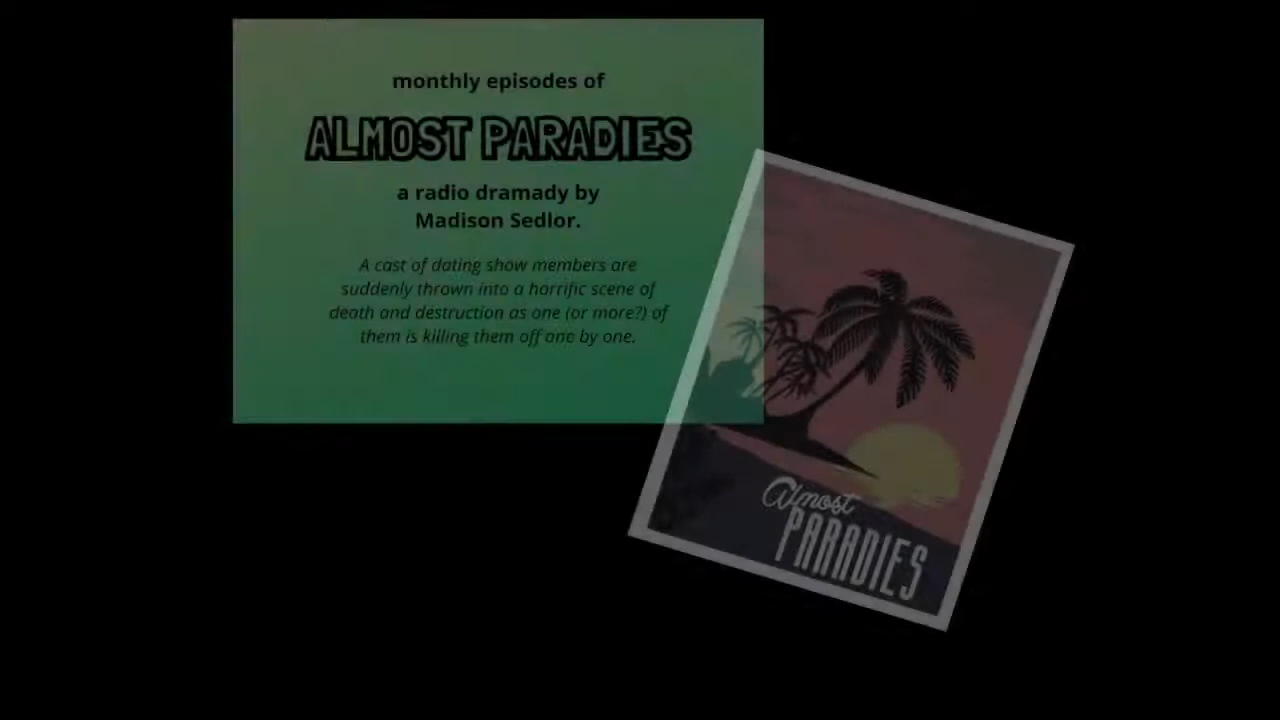 monthly episodes of
ALMOST PARADIES
a radio dramady by
Madison Sedlor.
A cast of dating show members are
suddenly thrown into a horrific scene of
death and destruction as one (or more?) of
them is killing them off one by one.
Almost
PARADIES